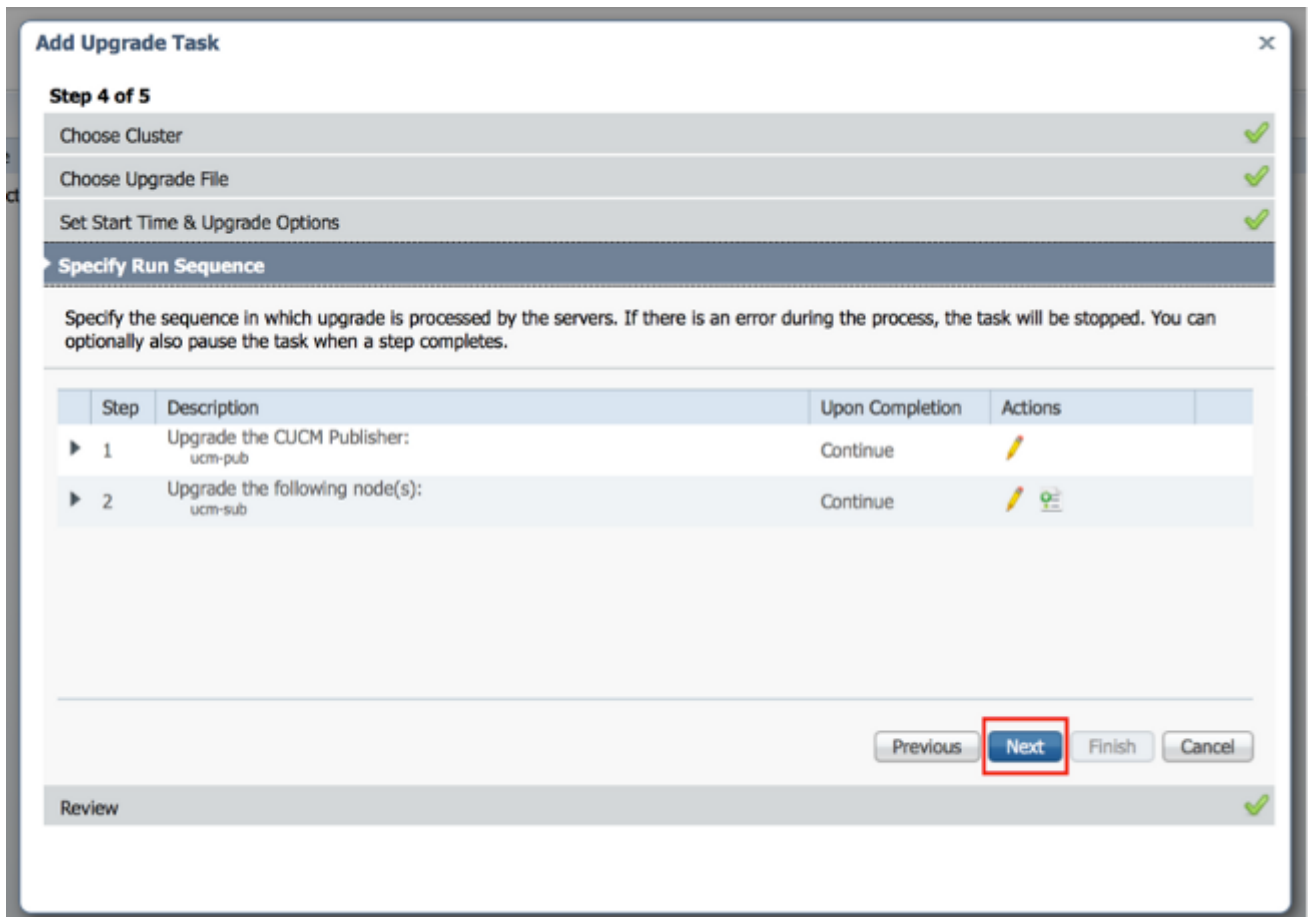 Add Upgrade Task
Step 4 of 5
Choose Cluster
Choose Upgrade File
Set Start Time & Upgrade Options
Specify Run Sequence
Specify the sequence in which upgrade is processed by the servers. If there is an error during the process, the task will be stopped. You can
optionally also pause the task when a step completes.
Step Description Upon Completion Actions
1 Upgrade the CUCM Publisher: Continue
ucm-pub
2 Upgrade the following node(s): Continue
ucm-sub
Previous Next Finish Cancel
Review